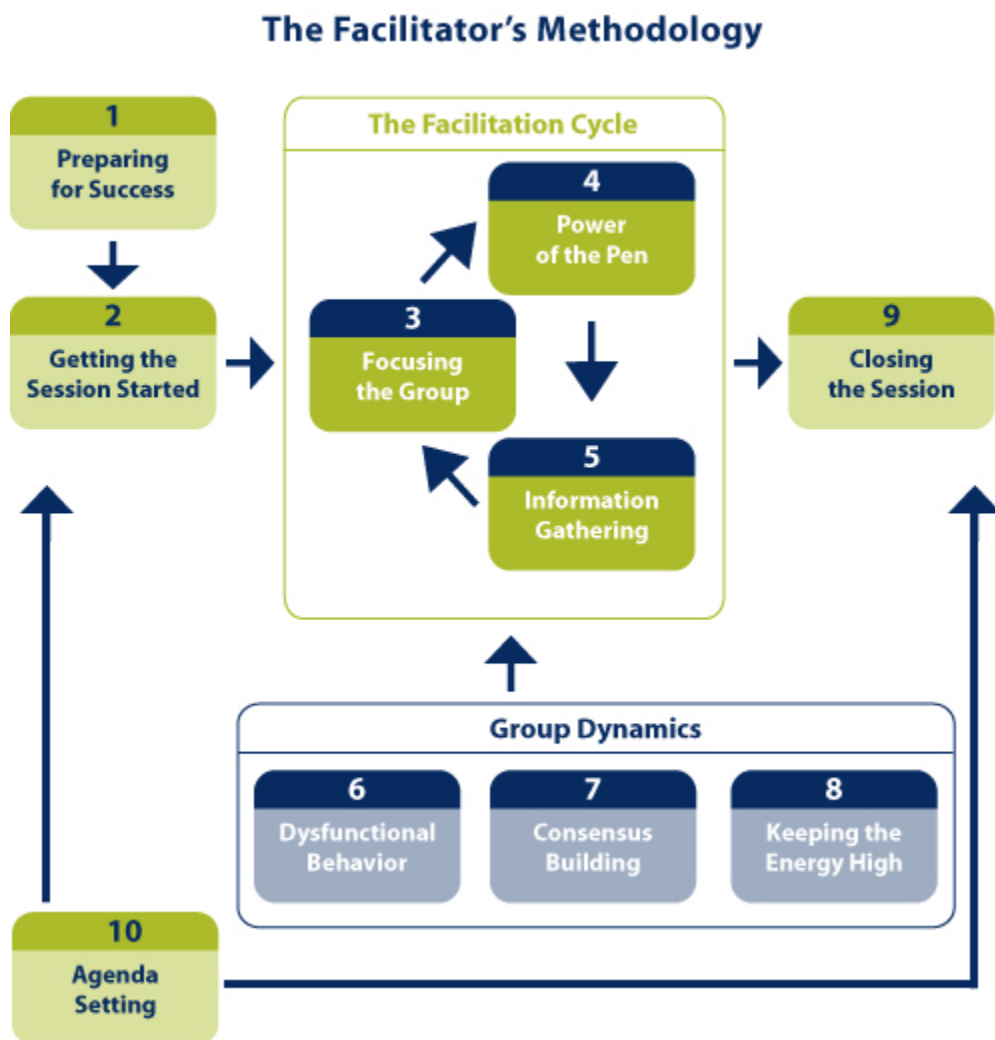 The Facilitator’s Methodology
1
Preparing
for Success
2
Getting the
Session Started
The Facilitation Cycle
3
Focusing
the Group
4
Power
of the Pen
5
Information
Gathering
Group Dynamics
6
Dysfunctional
Behavior
7
Consensus
Building
8
Keeping the
Energy High
9
Closing
the Session
10
Agenda
Setting